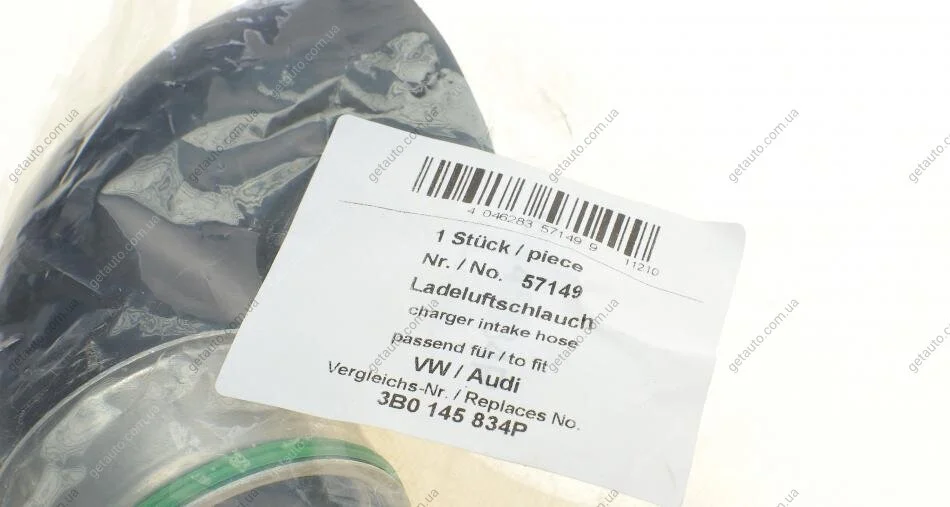 4 046283 57149 9
11210
1 Stück / piece
Nr. / No. 57149
Ladeluftschlauch
charger intake hose
passend für / to fit
VW / Audi
Vergleichs-Nr. / Replaces No.
3B0 145 834P
getauto.com.ua